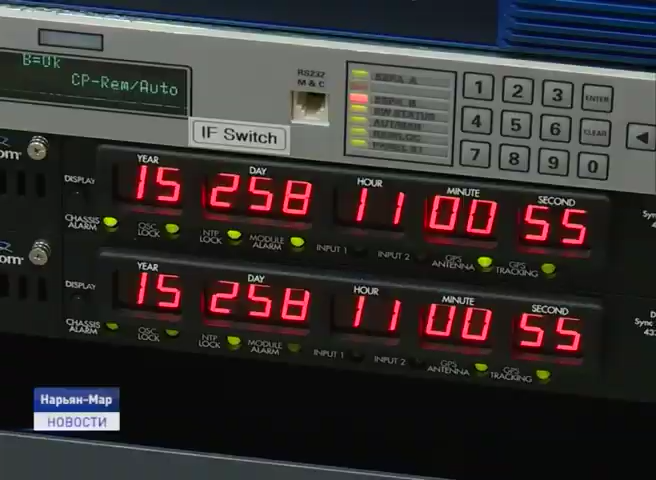 B=Ok
CP-Rem/Auto
RS232
M & C
IF Switch
1 2 3 ENTER
4 5 6 CLEAR
7 8 9 0
om
DISPLAY
YEAR DAY HOUR MINUTE SECOND
15 258 11 00 55
CHASSIS ALARM OSC LOCK NTP LOCK MODULE ALARM INPUT 1 INPUT 2 GPS ANTENNA GPS TRACKING
om
DISPLAY
YEAR DAY HOUR MINUTE SECOND
15 258 11 00 55
CHASSIS ALARM OSC LOCK NTP LOCK MODULE ALARM INPUT 1 INPUT 2 GPS ANTENNA GPS TRACKING
Sync
Нарьян-Мар
НОВОСТИ